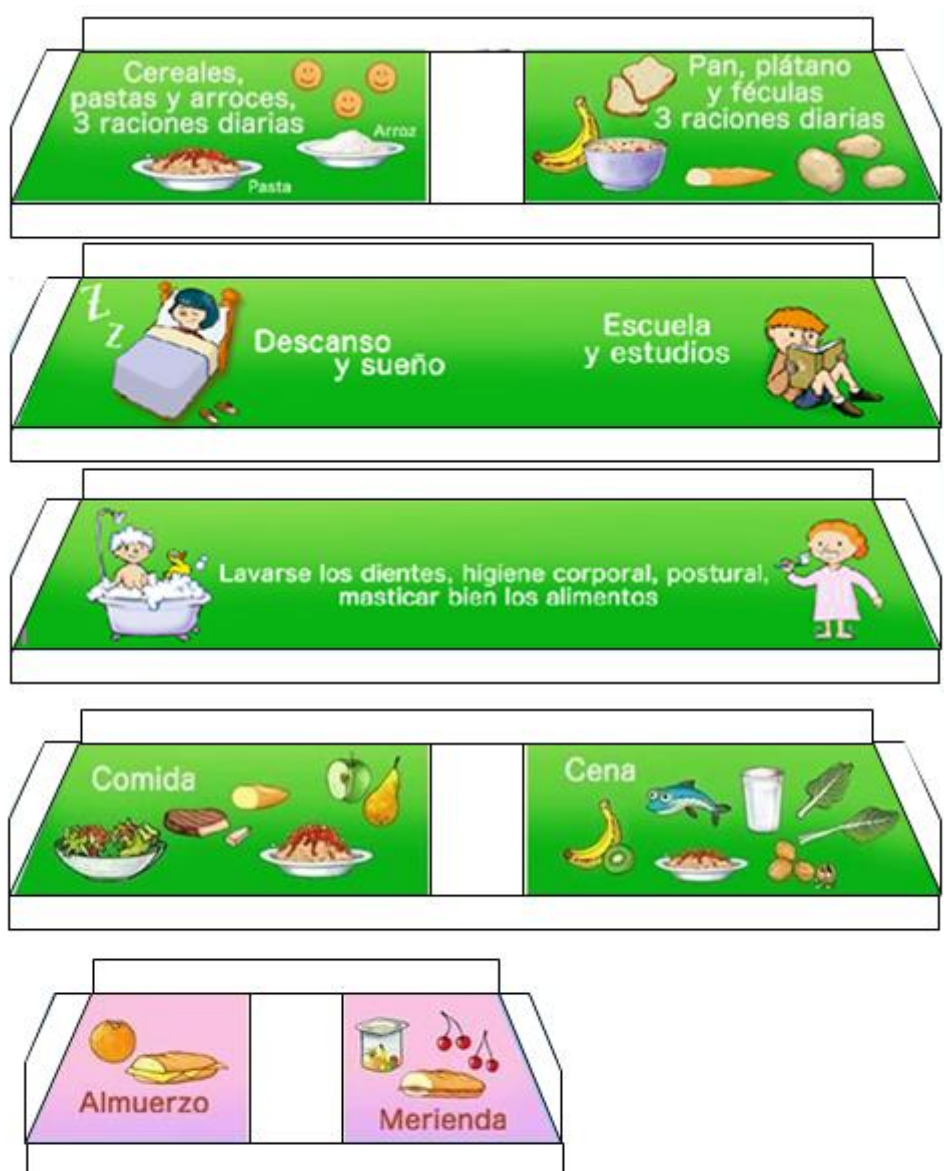 Cereales,
pastas y arroces,
3 raciones diarias
Arroz
Pasta
Pan, plátano
y féculas
3 raciones diarias
Z
z
Descanso
y sueño
Escuela
y estudios
Lavarse los dientes, higiene corporal, postural,
masticar bien los alimentos
Comida
Cena
Almuerzo
Merienda